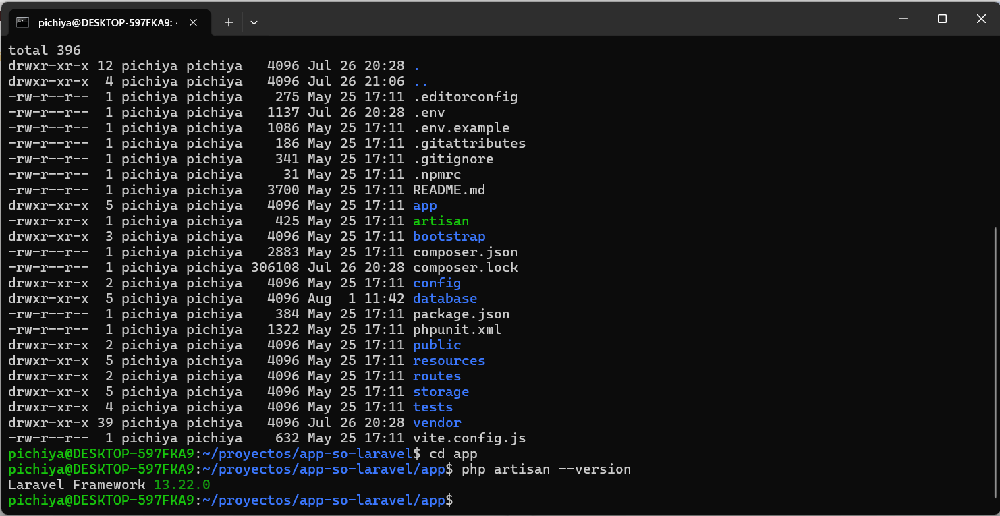 pichiya@DESKTOP-597FKA9: ~
total 396
drwxr-xr-x 12 pichiya pichiya   4096 Jul 26 20:28 .
drwxr-xr-x  4 pichiya pichiya   4096 Jul 26 21:06 ..
-rw-r--r--  1 pichiya pichiya    275 May 25 17:11 .editorconfig
-rw-r--r--  1 pichiya pichiya   1137 Jul 26 20:28 .env
-rw-r--r--  1 pichiya pichiya   1086 May 25 17:11 .env.example
-rw-r--r--  1 pichiya pichiya    186 May 25 17:11 .gitattributes
-rw-r--r--  1 pichiya pichiya    341 May 25 17:11 .gitignore
-rw-r--r--  1 pichiya pichiya     31 May 25 17:11 .npmrc
-rw-r--r--  1 pichiya pichiya   3700 May 25 17:11 README.md
drwxr-xr-x  5 pichiya pichiya   4096 May 25 17:11 app
-rwxr-xr-x  1 pichiya pichiya    425 May 25 17:11 artisan
drwxr-xr-x  3 pichiya pichiya   4096 May 25 17:11 bootstrap
-rw-r--r--  1 pichiya pichiya   2883 May 25 17:11 composer.json
-rw-r--r--  1 pichiya pichiya 306108 Jul 26 20:28 composer.lock
drwxr-xr-x  2 pichiya pichiya   4096 May 25 17:11 config
drwxr-xr-x  5 pichiya pichiya   4096 Aug  1 11:42 database
-rw-r--r--  1 pichiya pichiya    384 May 25 17:11 package.json
-rw-r--r--  1 pichiya pichiya   1322 May 25 17:11 phpunit.xml
drwxr-xr-x  2 pichiya pichiya   4096 May 25 17:11 public
drwxr-xr-x  5 pichiya pichiya   4096 May 25 17:11 resources
drwxr-xr-x  2 pichiya pichiya   4096 May 25 17:11 routes
drwxr-xr-x  5 pichiya pichiya   4096 May 25 17:11 storage
drwxr-xr-x  4 pichiya pichiya   4096 May 25 17:11 tests
drwxr-xr-x 39 pichiya pichiya   4096 Jul 26 20:28 vendor
-rw-r--r--  1 pichiya pichiya    632 May 25 17:11 vite.config.js
pichiya@DESKTOP-597FKA9:~/proyectos/app-so-laravel$ cd app
pichiya@DESKTOP-597FKA9:~/proyectos/app-so-laravel/app$ php artisan --version
Laravel Framework 13.22.0
pichiya@DESKTOP-597FKA9:~/proyectos/app-so-laravel/app$